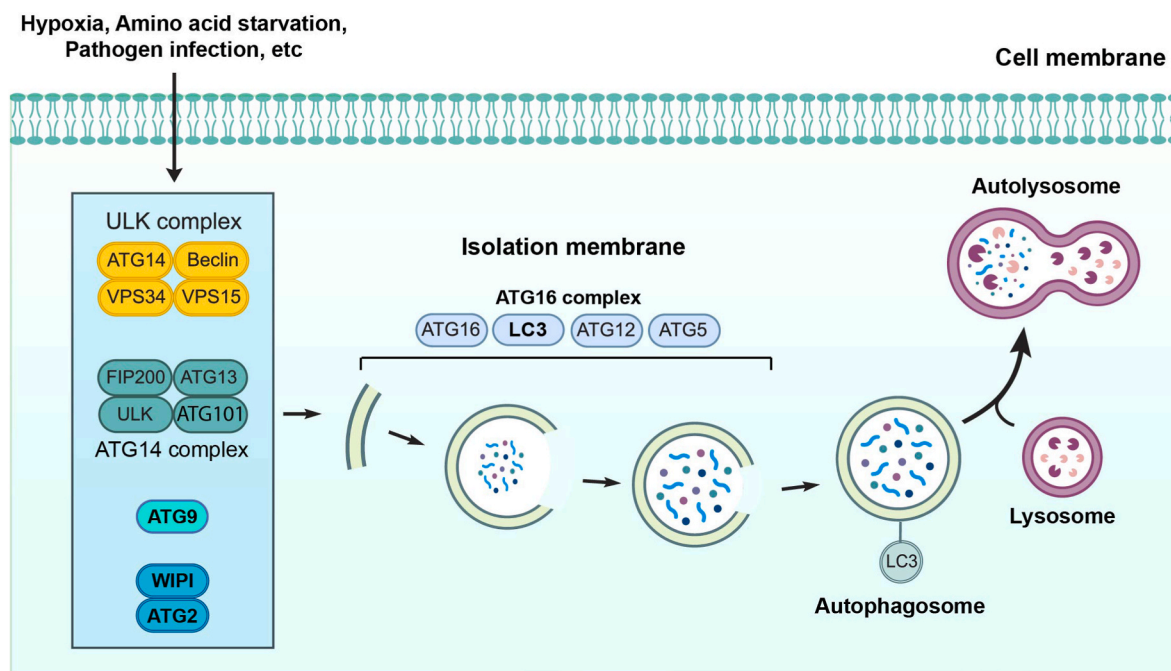 Hypoxia, Amino acid starvation,
Pathogen infection, etc
Cell membrane
ULK complex
ATG14 Beclin
VPS34 VPS15
FIP200 ATG13
ULK ATG101
ATG14 complex
ATG9
WIPI
ATG2
Isolation membrane
ATG16 complex
ATG16 LC3 ATG12 ATG5
LC3
Autophagosome
Autolysosome
Lysosome